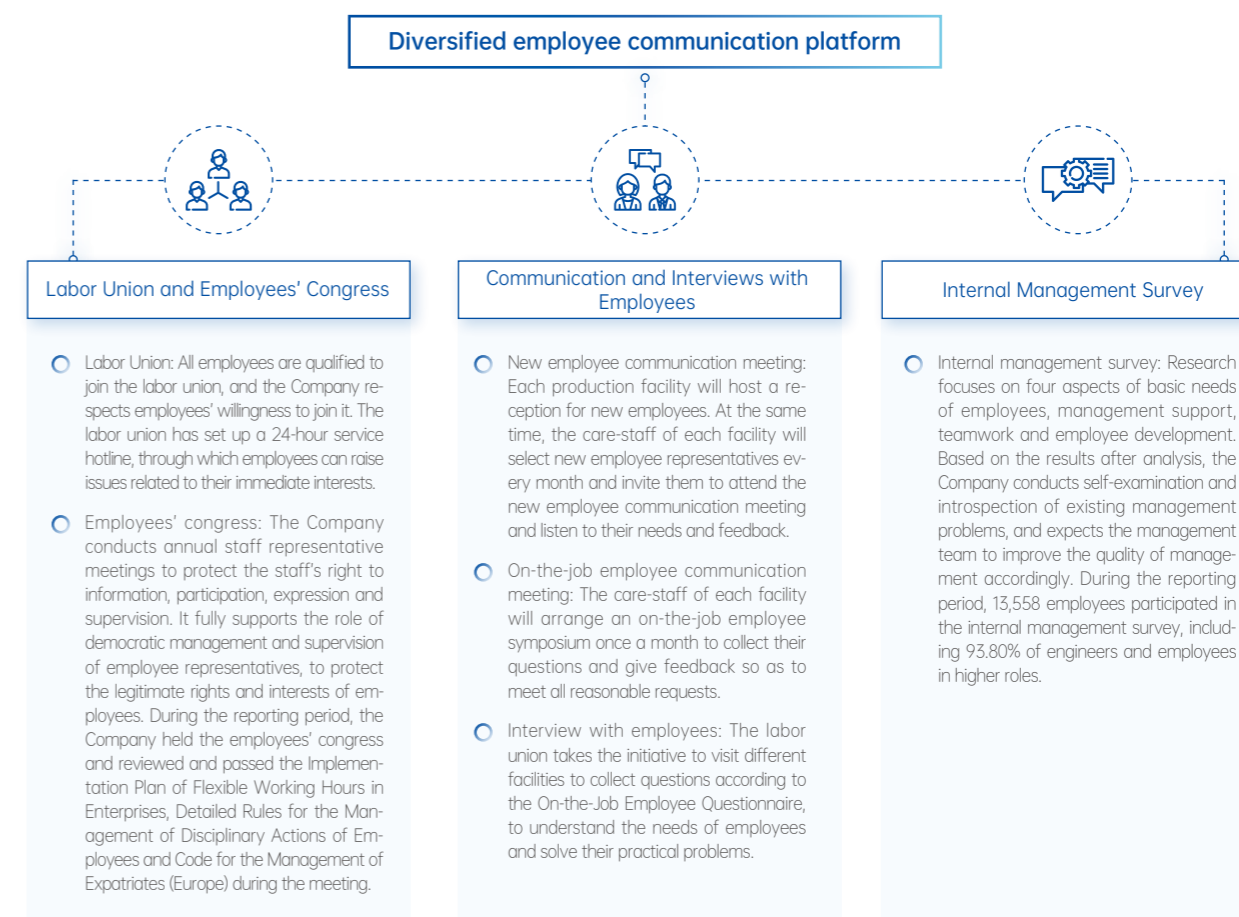 Diversified employee communication platform
Labor Union and Employees' Congress
Labor Union: All employees are qualified to
join the labor union, and the Company re-
spects employees' willingness to join it. The
labor union has set up a 24-hour service
hotline, through which employees can raise
issues related to their immediate interests.
Employees' congress: The Company
conducts annual staff representative
meetings to protect the staff's right to
information, participation, expression and
supervision. It fully supports the role of
democratic management and supervision
of employee representatives, to protect
the legitimate rights and interests of em-
ployees. During the reporting period, the
Company held the employees' congress
and reviewed and passed the Implemen-
tation Plan of Flexible Working Hours in
Enterprises, Detailed Rules for the Man-
agement of Disciplinary Actions of Em-
ployees and Code for the Management of
Expatriates (Europe) during the meeting.
Communication and Interviews with
Employees
New employee communication meeting:
Each production facility will host a re-
ception for new employees. At the same
time, the care-staff of each facility will
select new employee representatives ev-
ery month and invite them to attend the
new employee communication meeting
and listen to their needs and feedback.
On-the-job employee communication
meeting: The care-staff of each facility
will arrange an on-the-job employee
symposium once a month to collect their
questions and give feedback so as to
meet all reasonable requests.
Interview with employees: The labor
union takes the initiative to visit different
facilities to collect questions according to
the On-the-Job Employee Questionnaire,
to understand the needs of employees
and solve their practical problems.
Internal Management Survey
Internal management survey: Research
focuses on four aspects of basic needs
of employees, management support,
teamwork and employee development.
Based on the results after analysis, the
Company conducts self-examination and
introspection of existing management
problems, and expects the management
team to improve the quality of manage-
ment accordingly. During the reporting
period, 13,558 employees participated in
the internal management survey, includ-
ing 93.80% of engineers and employees
in higher roles.